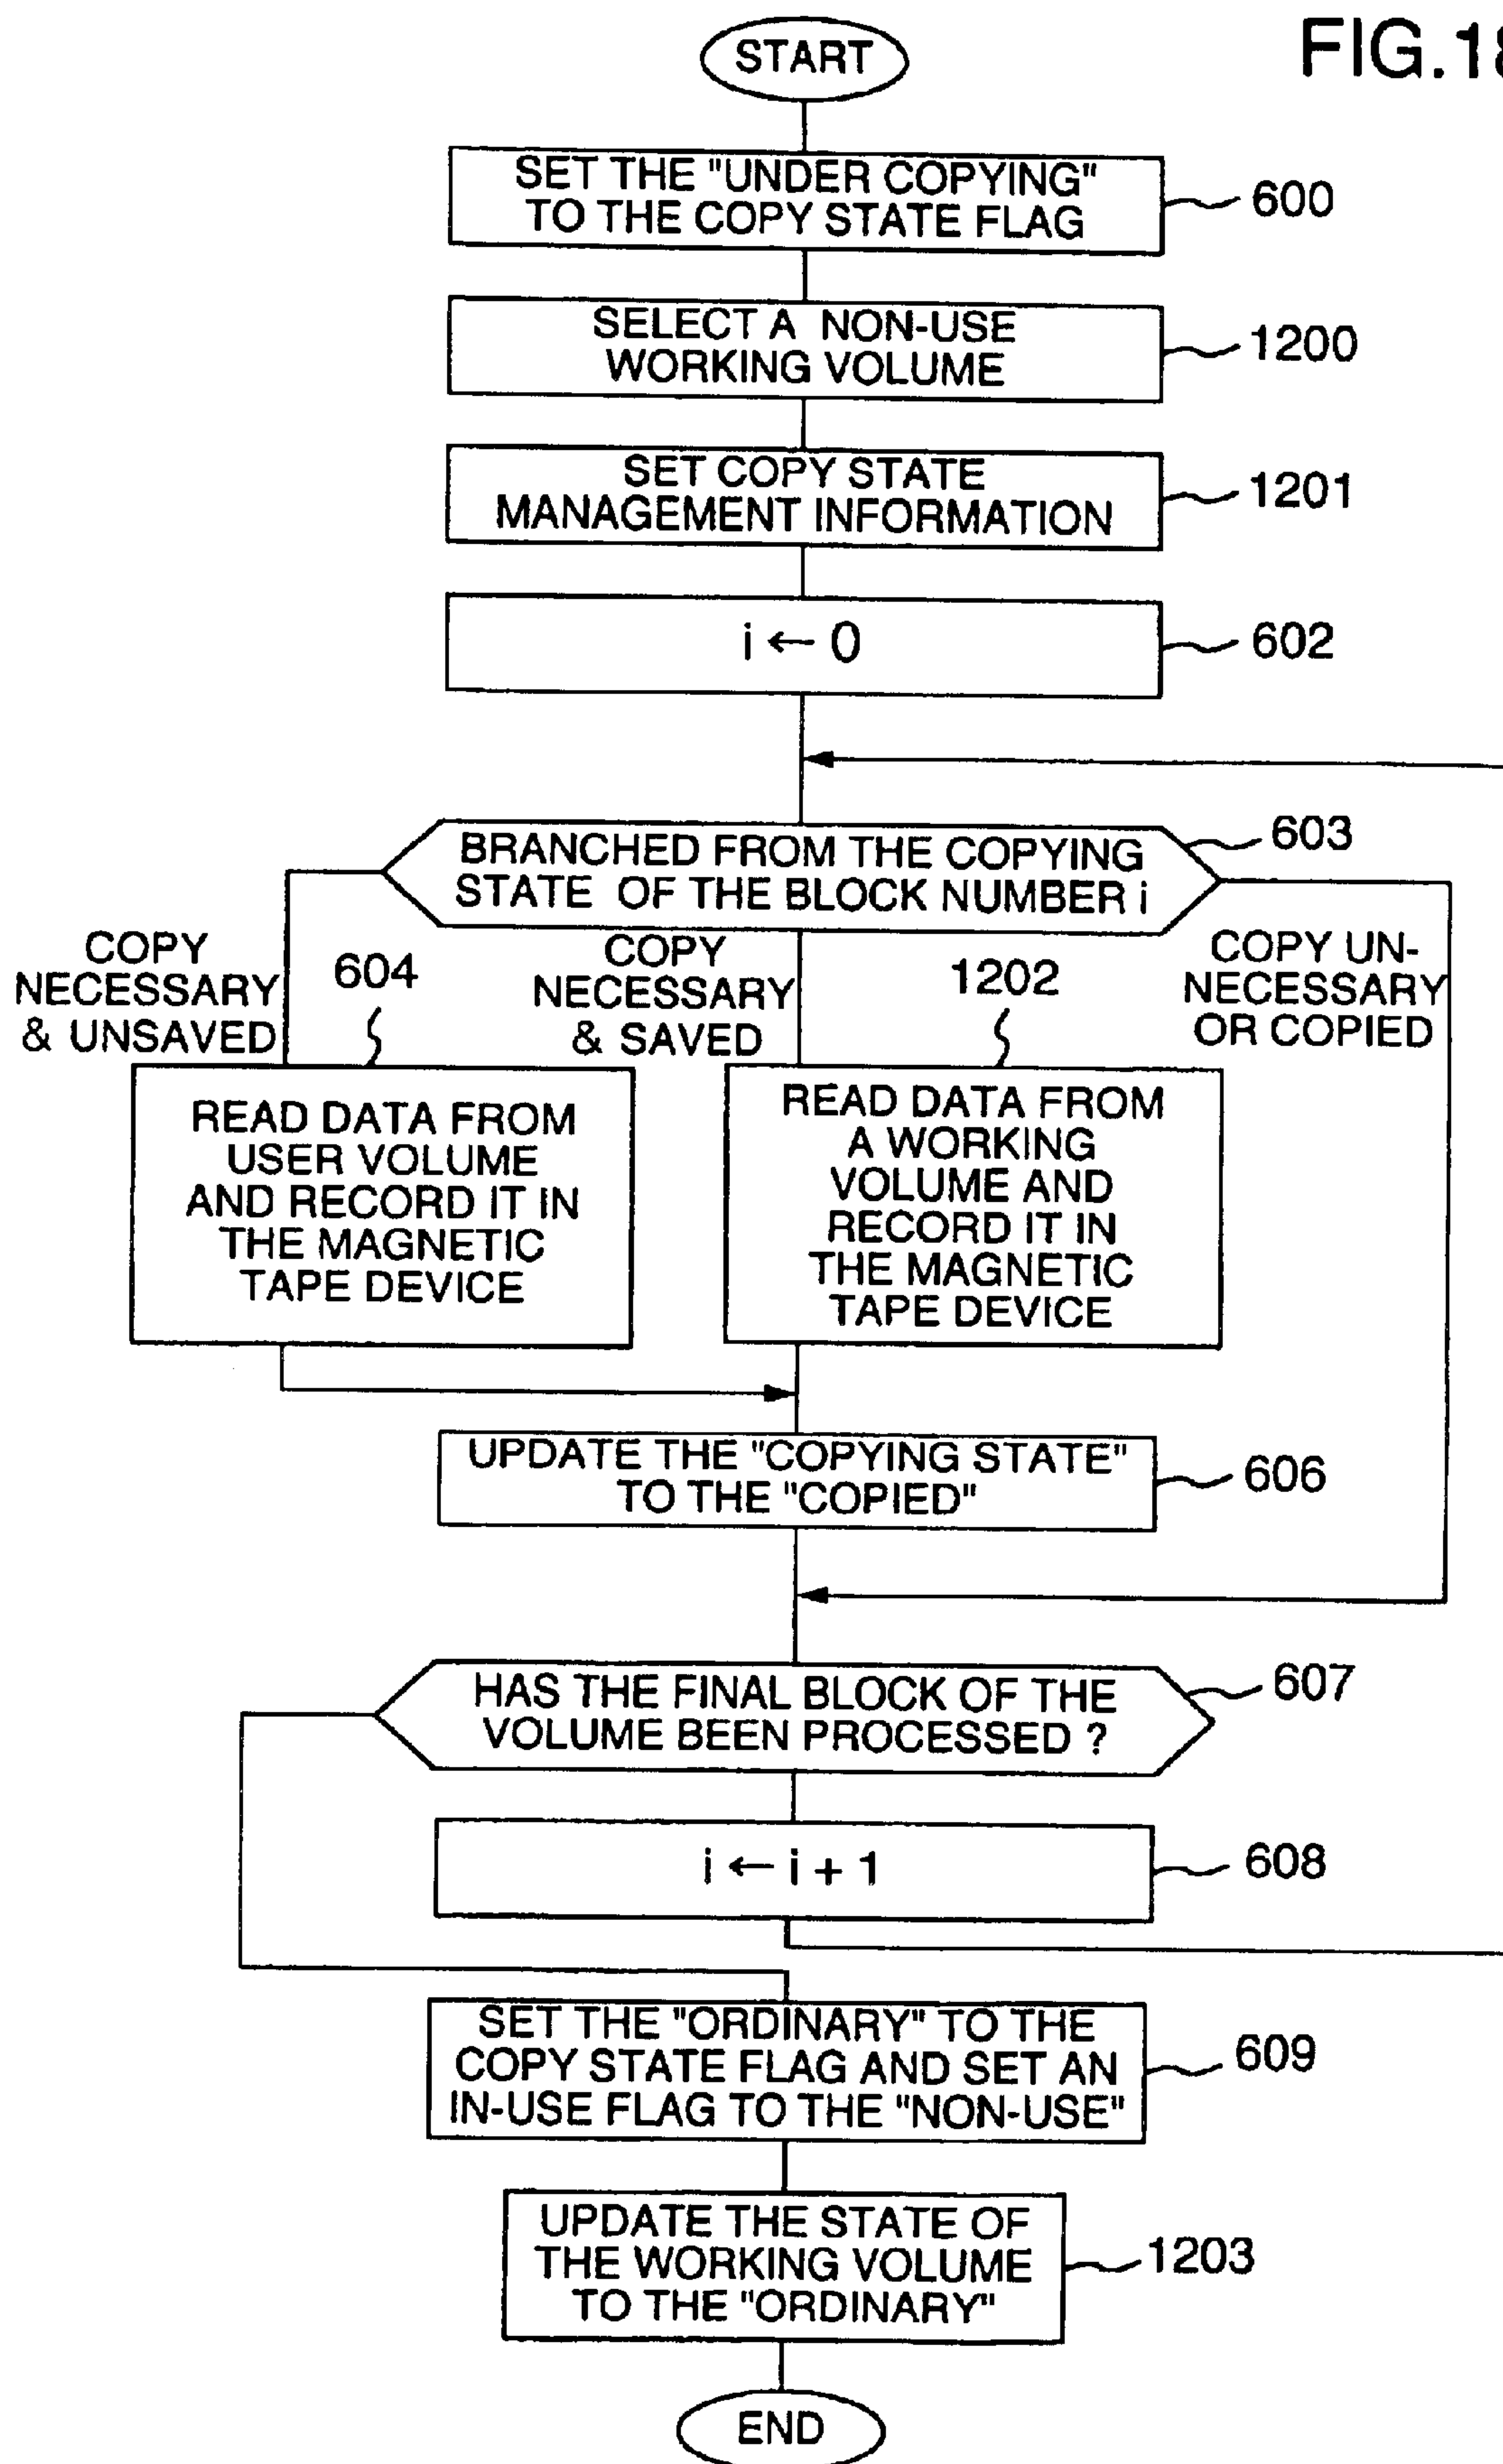 FIG.18
START
SET THE "UNDER COPYING"
TO THE COPY STATE FLAG
600
SELECT A NON-USE
WORKING VOLUME
1200
SET COPY STATE
MANAGEMENT INFORMATION
1201
i ← 0
602
BRANCHED FROM THE COPYING
STATE OF THE BLOCK NUMBER i
603
COPY
NECESSARY
& UNSAVED
604
COPY
NECESSARY
& SAVED
1202
COPY UN-
NECESSARY
OR COPIED
READ DATA FROM
USER VOLUME
AND RECORD IT IN
THE MAGNETIC
TAPE DEVICE
READ DATA FROM
A WORKING
VOLUME AND
RECORD IT IN
THE MAGNETIC
TAPE DEVICE
UPDATE THE "COPYING STATE"
TO THE "COPIED"
606
HAS THE FINAL BLOCK OF THE
VOLUME BEEN PROCESSED ?
607
i ← i + 1
608
SET THE "ORDINARY" TO THE
COPY STATE FLAG AND SET AN
IN-USE FLAG TO THE "NON-USE"
609
UPDATE THE STATE OF
THE WORKING VOLUME
TO THE "ORDINARY"
1203
END